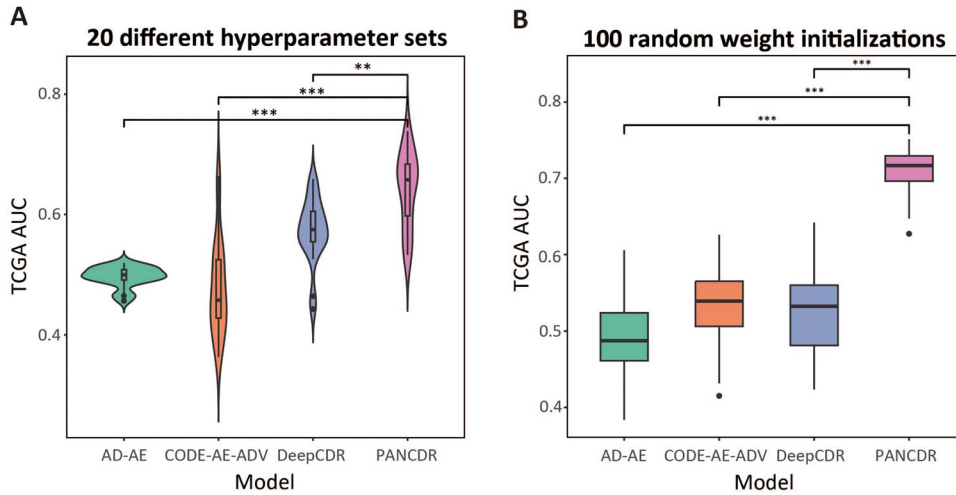 A
20 different hyperparameter sets
**
***
***
0.8
0.6
0.4
TCGA AUC
AD-AE CODE-AE-ADV DeepCDR PANCDR
Model
B
100 random weight initializations
***
***
***
0.8
0.7
0.6
0.5
0.4
TCGA AUC
AD-AE CODE-AE-ADV DeepCDR PANCDR
Model